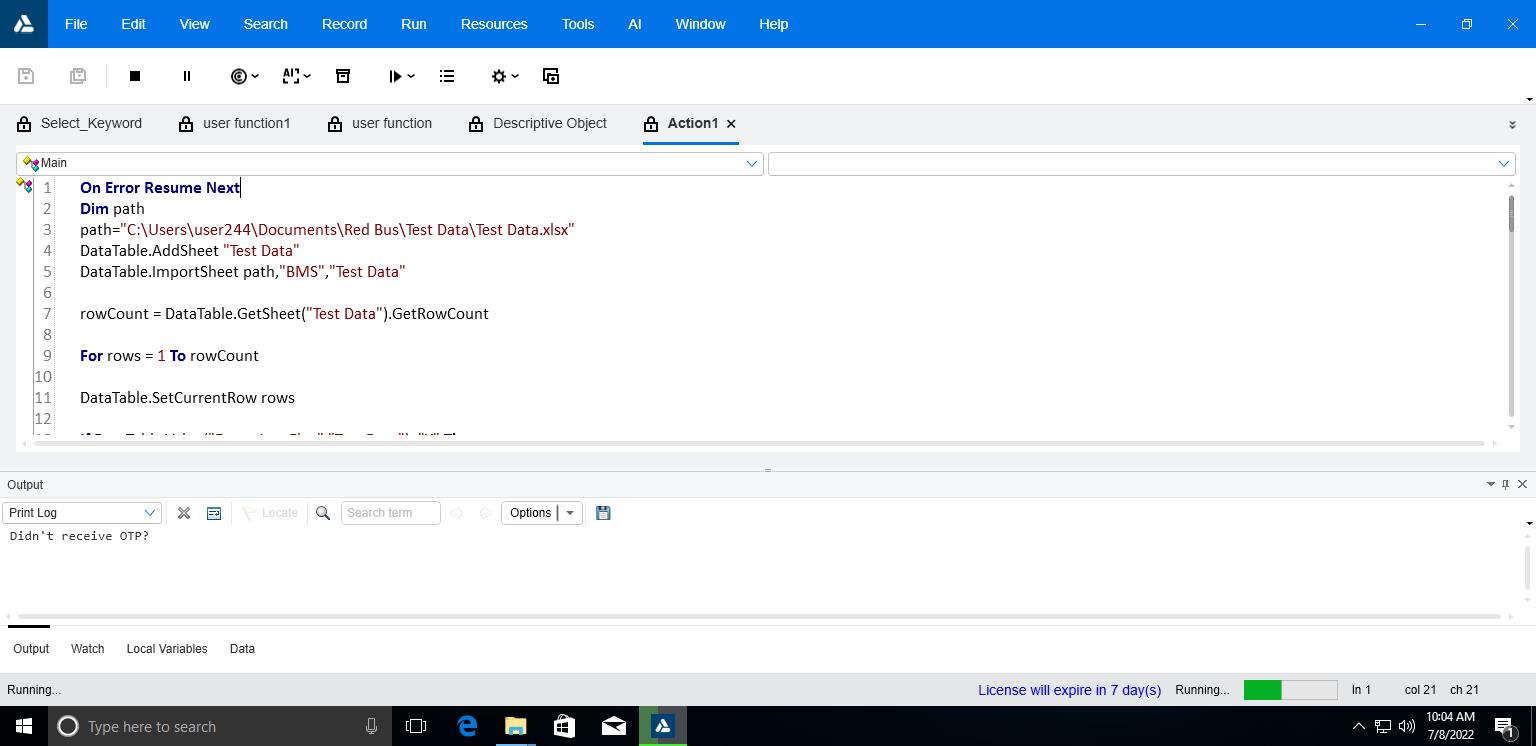 File Edit View Search Record Run Resources Tools AI Window Help
AI
Select_Keyword user function1 user function Descriptive Object Action1
Main
1 On Error Resume Next
2 Dim path
3 path="C:\Users\user244\Documents\Red Bus\Test Data\Test Data.xlsx"
4 DataTable.AddSheet "Test Data"
5 DataTable.ImportSheet path,"BMS","Test Data"
6
7 rowCount = DataTable.GetSheet("Test Data").GetRowCount
8
9 For rows = 1 To rowCount
10
11 DataTable.SetCurrentRow rows
12
Output
Print Log Locate Search term Options
Didn't receive OTP?
Output Watch Local Variables Data
Running... License will expire in 7 day(s) Running... ln 1 col 21 ch 21
Type here to search
10:04 AM
7/8/2022
1